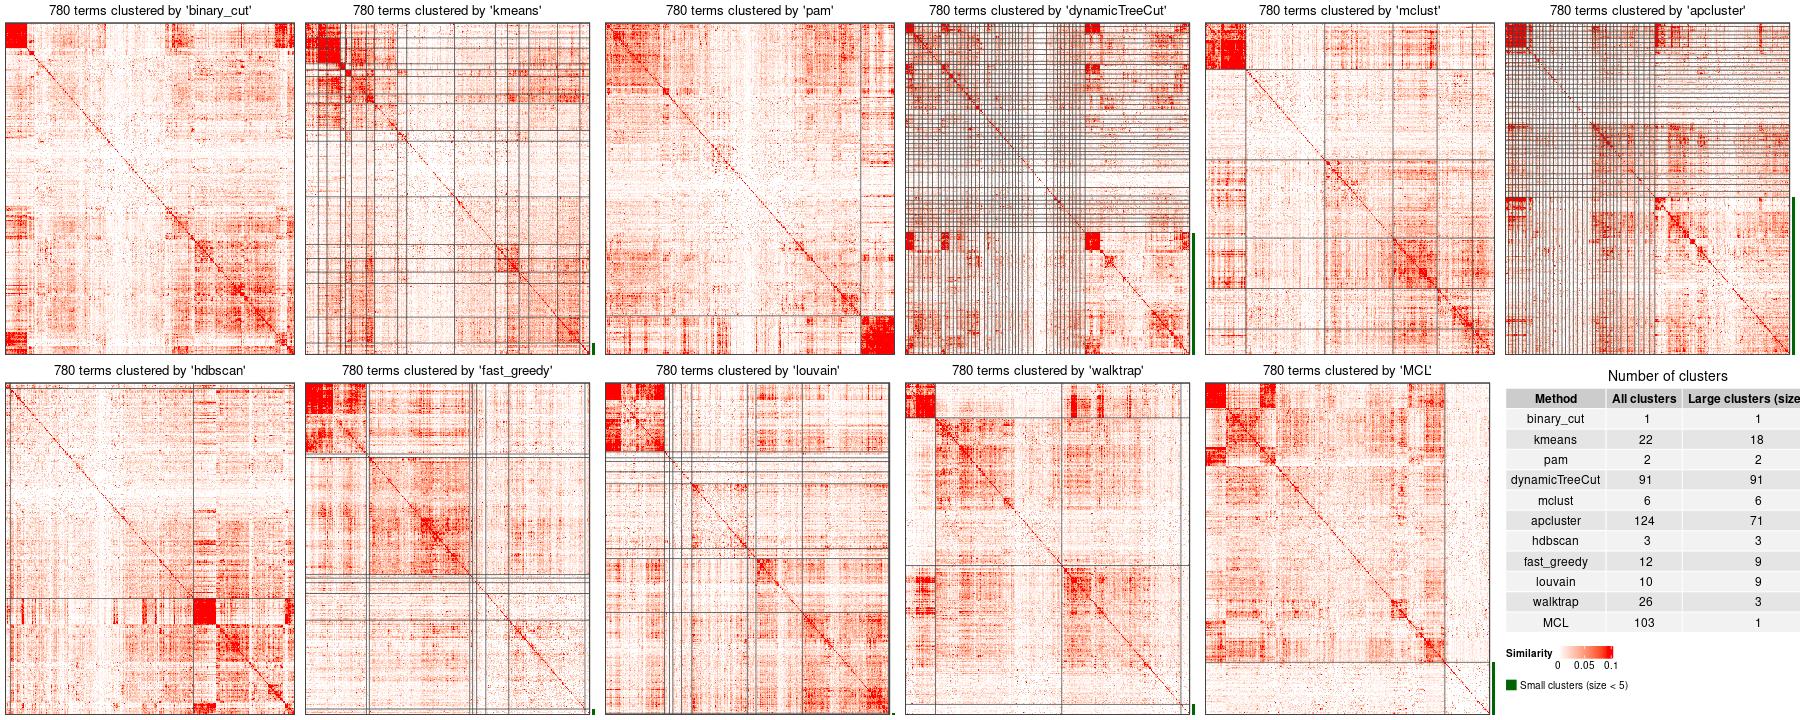 780 terms clustered by 'binary_cut'
780 terms clustered by 'kmeans'
780 terms clustered by 'pam'
780 terms clustered by 'dynamicTreeCut'
780 terms clustered by 'mclust'
780 terms clustered by 'apcluster'
780 terms clustered by 'hdbscan'
780 terms clustered by 'fast_greedy'
780 terms clustered by 'louvain'
780 terms clustered by 'walktrap'
780 terms clustered by 'MCL'
Number of clusters
Method All clusters Large clusters (size
binary_cut 1 1
kmeans 22 18
pam 2 2
dynamicTreeCut 91 91
mclust 6 6
apcluster 124 71
hdbscan 3 3
fast_greedy 12 9
louvain 10 9
walktrap 26 3
MCL 103 1
Similarity
0 0.05 0.1
Small clusters (size < 5)